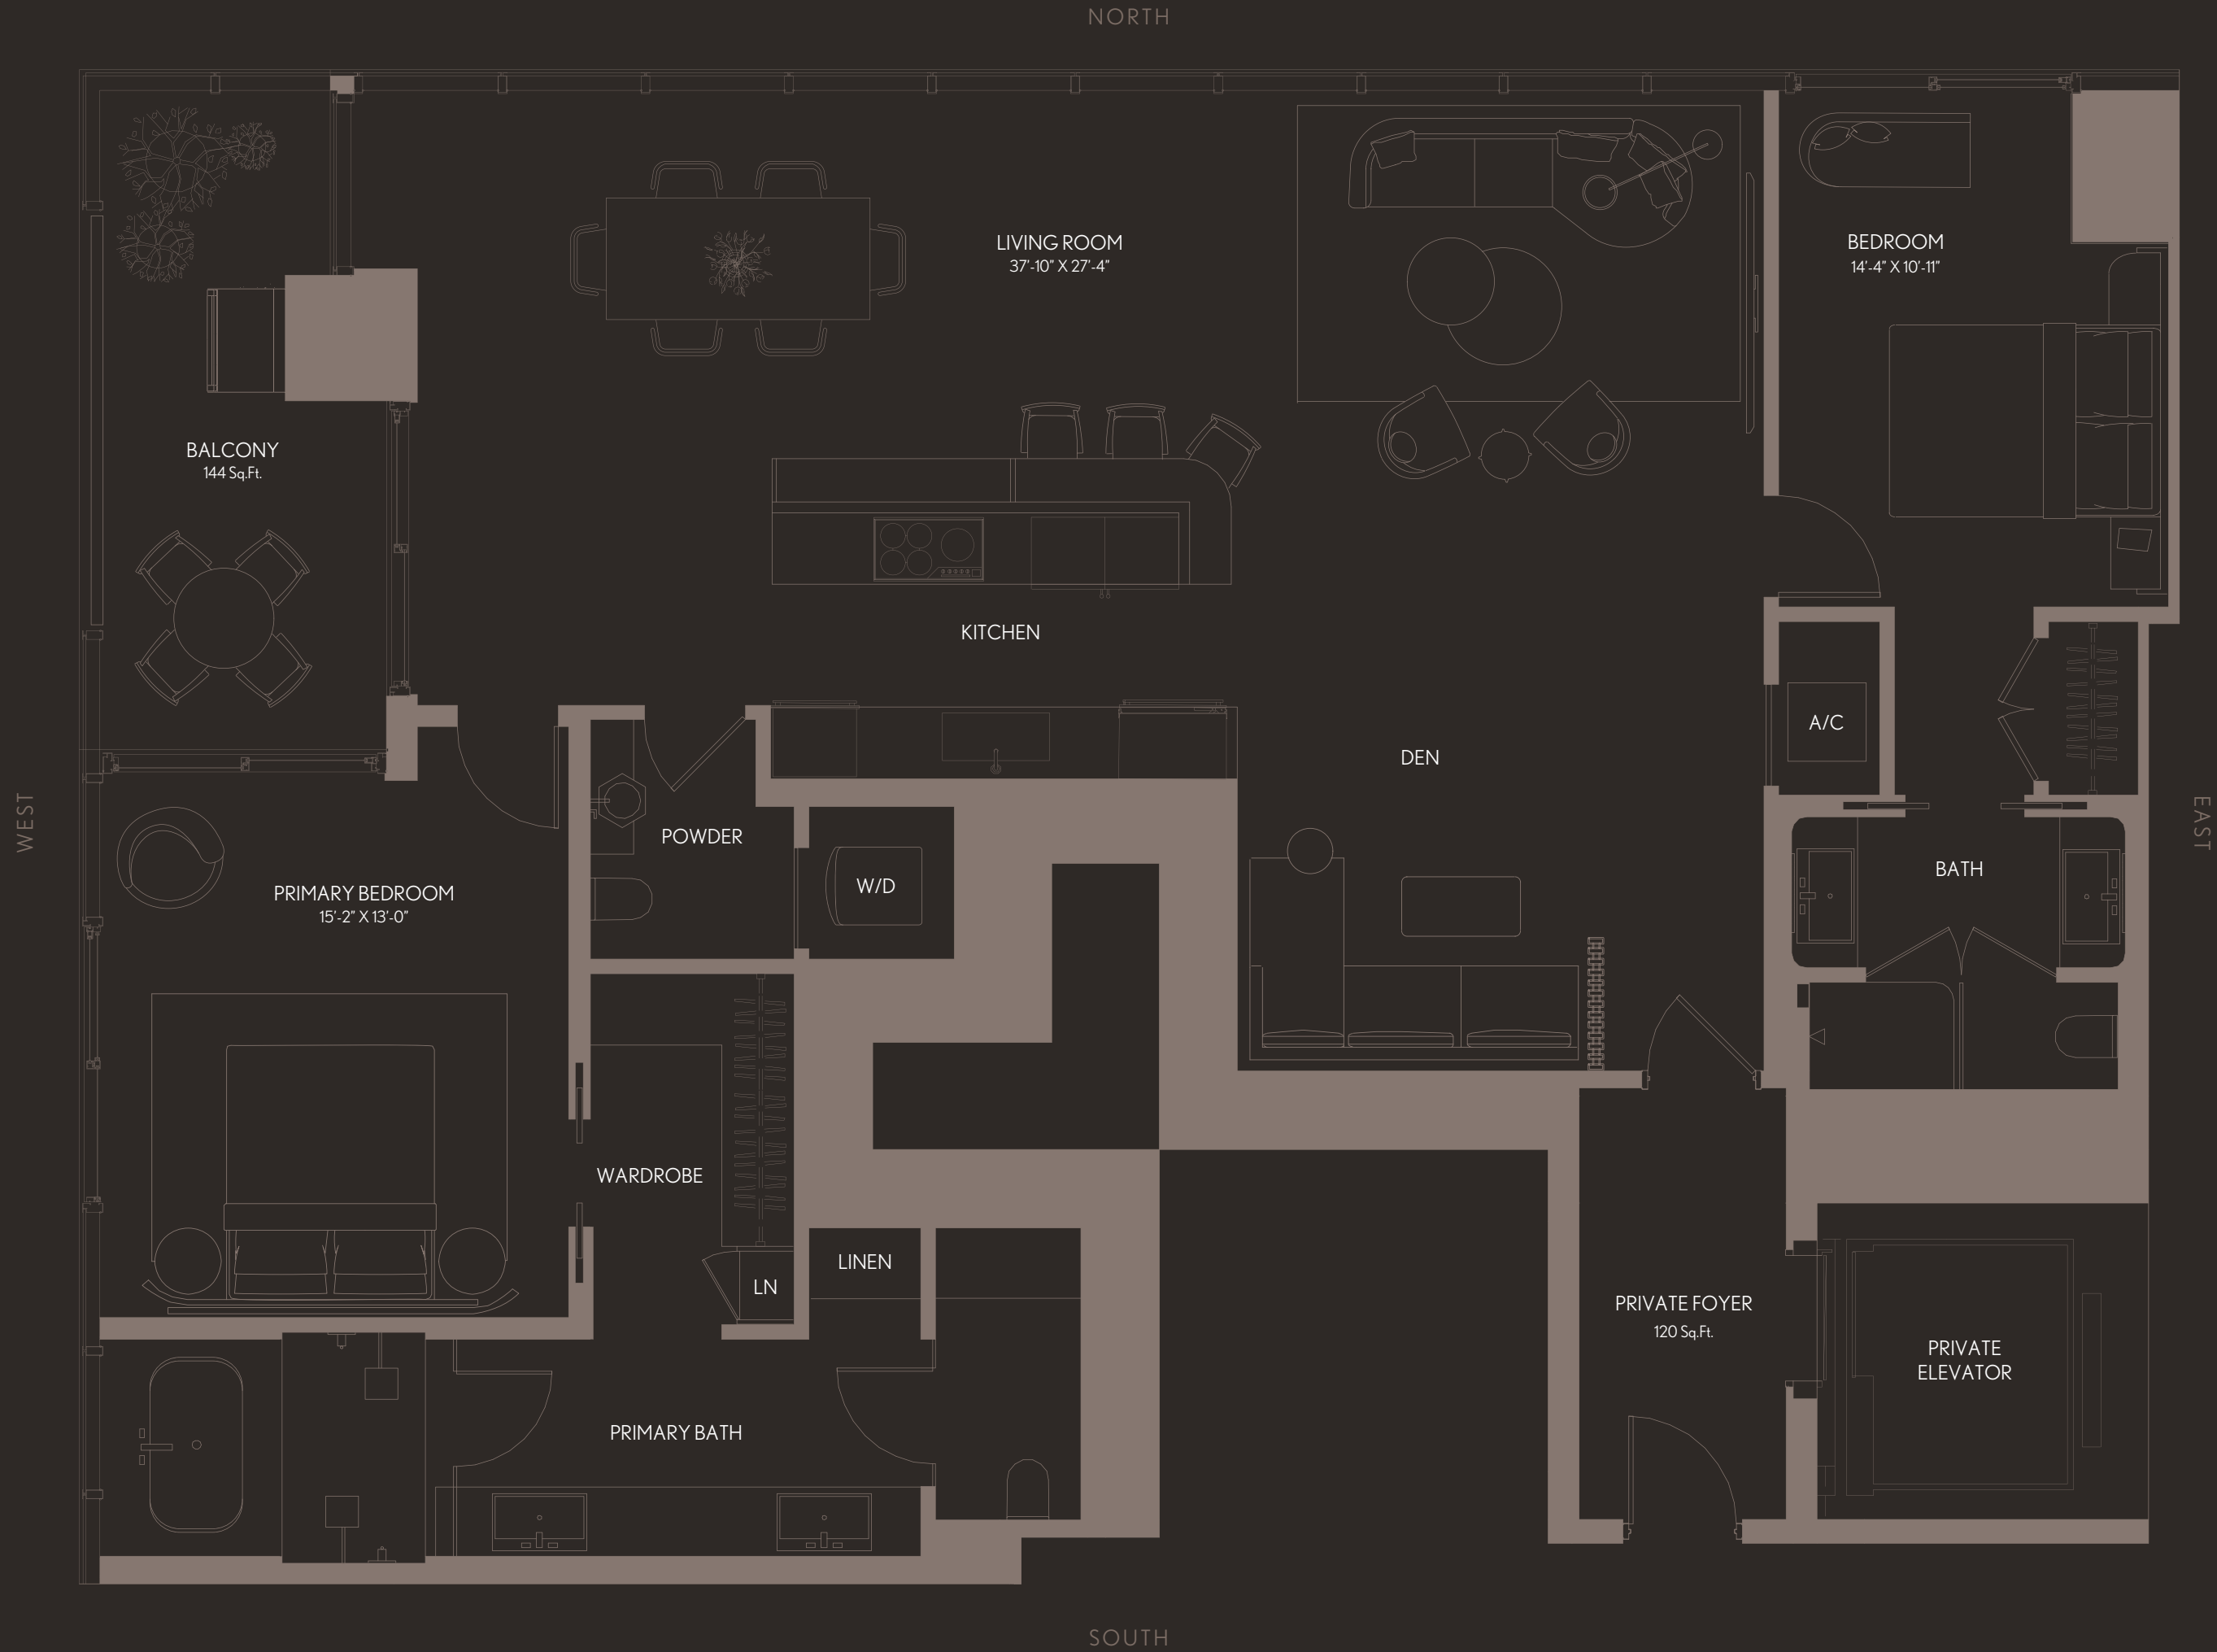 NORTH
LIVING ROOM
37'-10" X 27'-4"
BEDROOM
14'-4" X 10'-11"
BALCONY
144 Sq.Ft.
KITCHEN
A/C
DEN
WEST
EAST
POWDER
W/D
BATH
PRIMARY BEDROOM
15'-2" X 13'-0"
WARDROBE
LINEN
LN
PRIVATE FOYER
120 Sq.Ft.
PRIVATE
ELEVATOR
PRIMARY BATH
SOUTH